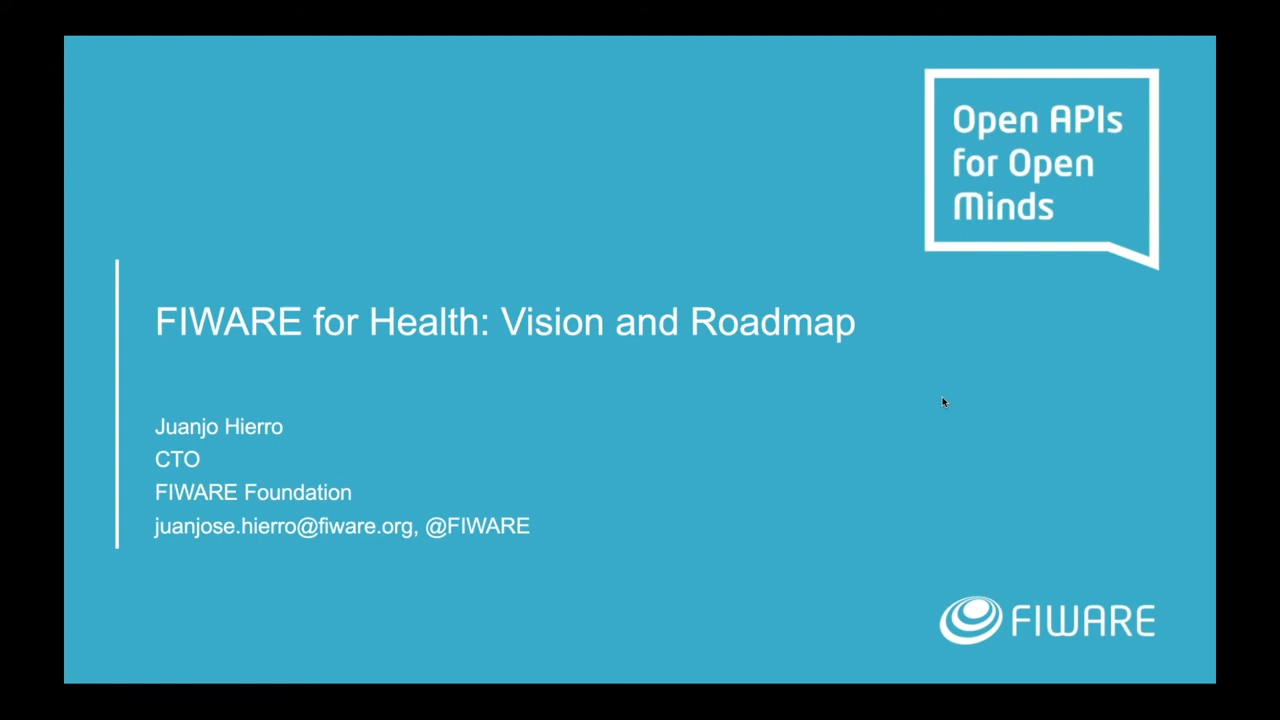 Open APIs
for Open
Minds
FIWARE for Health: Vision and Roadmap
Juanjo Hierro
CTO
FIWARE Foundation
juanjose.hierro@fiware.org, @FIWARE
FIWARE